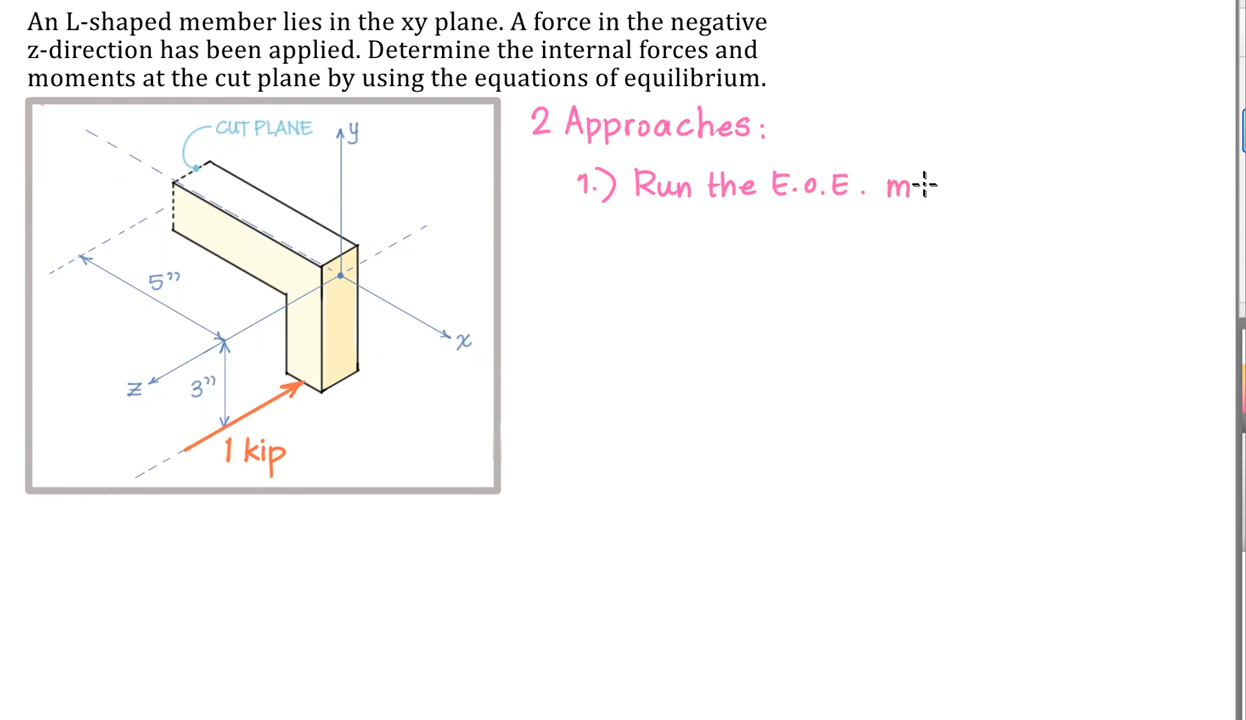 An L-shaped member lies in the xy plane. A force in the negative
z-direction has been applied. Determine the internal forces and
moments at the cut plane by using the equations of equilibrium.
2 Approaches:
1.) Run the E.O.E. m
CUT PLANE
y
5"
x
z
3"
1 kip